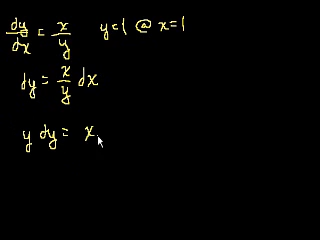 dy/dx = x/y y=1 @ x=1
dy = x/y dx
y dy = x